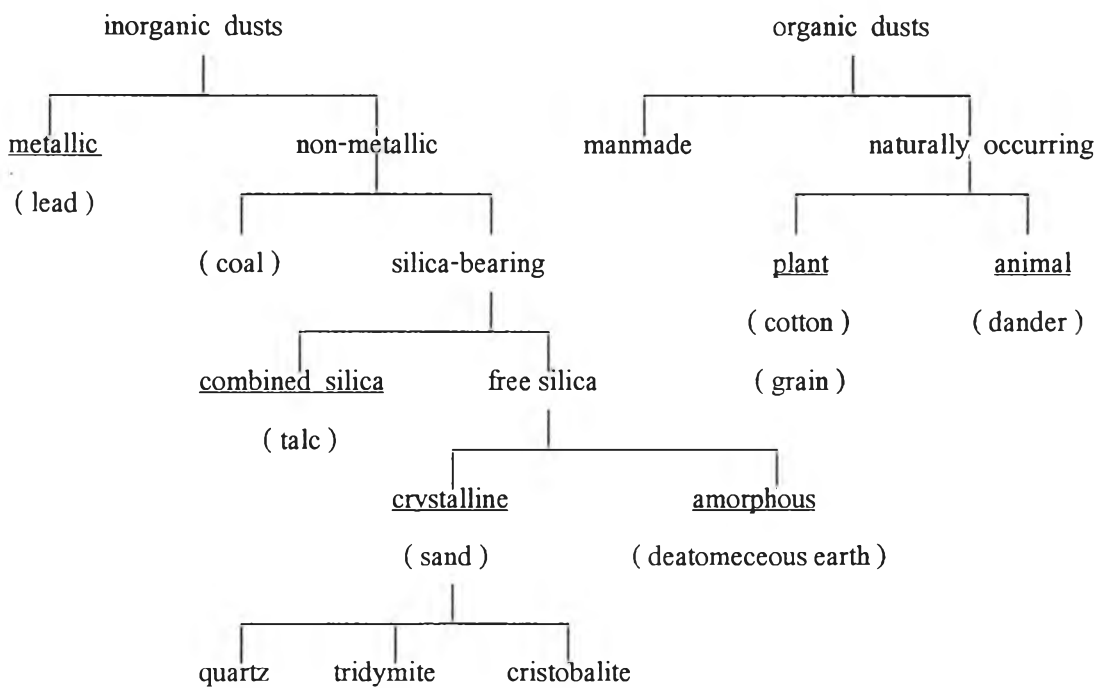 inorganic dusts organic dusts
metallic non-metallic manmade naturally occurring
( lead )
( coal ) silica-bearing plant animal
( cotton ) ( dander )
combined silica free silica ( grain )
( talc )
crystalline amorphous
( sand ) ( deatomeceous earth )
quartz tridymite cristobalite